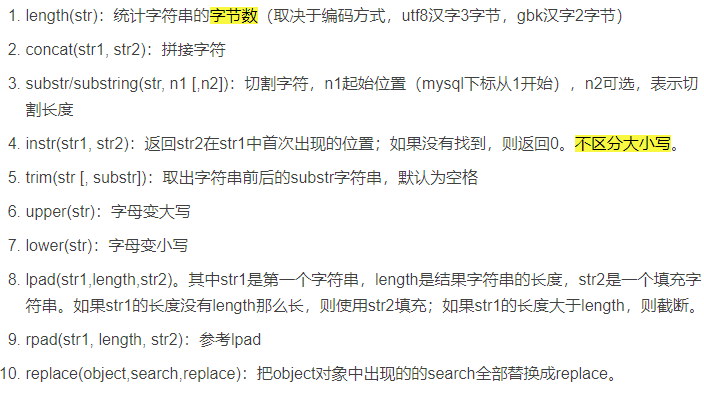 1. length(str)：统计字符串的字节数（取决于编码方式，utf8汉字3字节，gbk汉字2字节）
2. concat(str1, str2)：拼接字符
3. substr/substring(str, n1 [,n2])：切割字符，n1起始位置（mysql下标从1开始），n2可选，表示切
割长度
4. instr(str1, str2)：返回str2在str1中首次出现的位置；如果没有找到，则返回0。不区分大小写。
5. trim(str [, substr])：取出字符串前后的substr字符串，默认为空格
6. upper(str)：字母变大写
7. lower(str)：字母变小写
8. lpad(str1,length,str2)。其中str1是第一个字符串，length是结果字符串的长度，str2是一个填充字
符串。如果str1的长度没有length那么长，则使用str2填充；如果str1的长度大于length，则截断。
9. rpad(str1, length, str2)：参考lpad
10. replace(object,search,replace)：把object对象中出现的的search全部替换成replace。